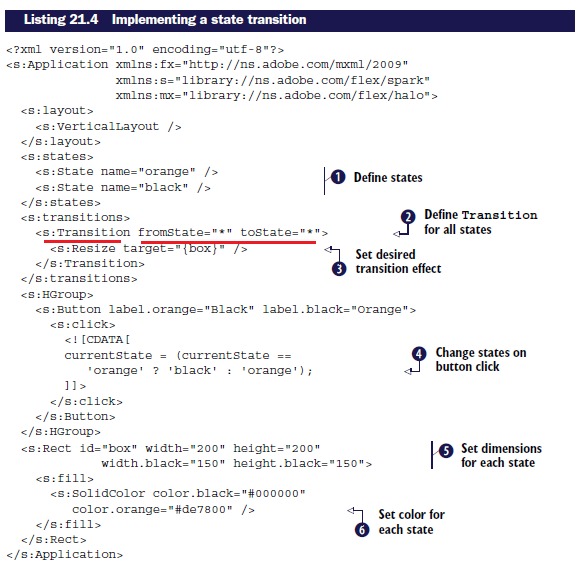 Listing 21.4 Implementing a state transition
<?xml version="1.0" encoding="utf-8"?>
<s:Application xmlns:fx="http://ns.adobe.com/mxml/2009"
xmlns:s="library://ns.adobe.com/flex/spark"
xmlns:mx="library://ns.adobe.com/flex/halo">
<s:layout>
<s:VerticalLayout />
</s:layout>
<s:states>
<s:State name="orange" />
<s:State name="black" />
</s:states>
1 Define states
<s:transitions>
<s:Transition fromState="*" toState="*">
2 Define Transition
for all states
<s:Resize target="{box}" />
</s:Transition>
</s:transitions>
3 Set desired
transition effect
<s:HGroup>
<s:Button label.orange="Black" label.black="Orange">
<s:click>
<![CDATA[
currentState = (currentState ==
'orange' ? 'black' : 'orange');
]]>
4 Change states on
button click
</s:click>
</s:Button>
</s:HGroup>
<s:Rect id="box" width="200" height="200"
width.black="150" height.black="150">
5 Set dimensions
for each state
<s:fill>
<s:SolidColor color.black="#000000"
color.orange="#de7800" />
6 Set color for
each state
</s:fill>
</s:Rect>
</s:Application>